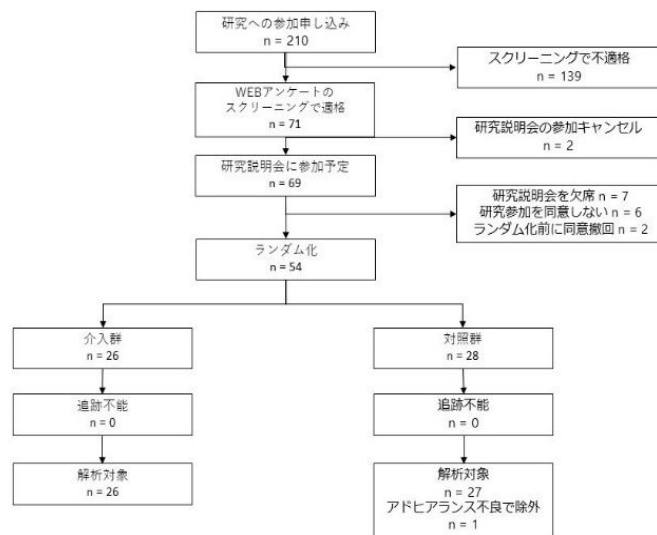 研究への参加申し込み
n = 210
スクリーニングで不適格
n = 139
WEBアンケートの
スクリーニングで適格
n = 71
研究説明会の参加キャンセル
n = 2
研究説明会に参加予定
n = 69
研究説明会を欠席 n = 7
研究参加を同意しない n = 6
ランダム化前に同意撤回 n = 2
ランダム化
n = 54
介入群
n = 26
対照群
n = 28
追跡不能
n = 0
追跡不能
n = 0
解析対象
n = 26
解析対象
n = 27
アドヒアランス不良で除外
n = 1